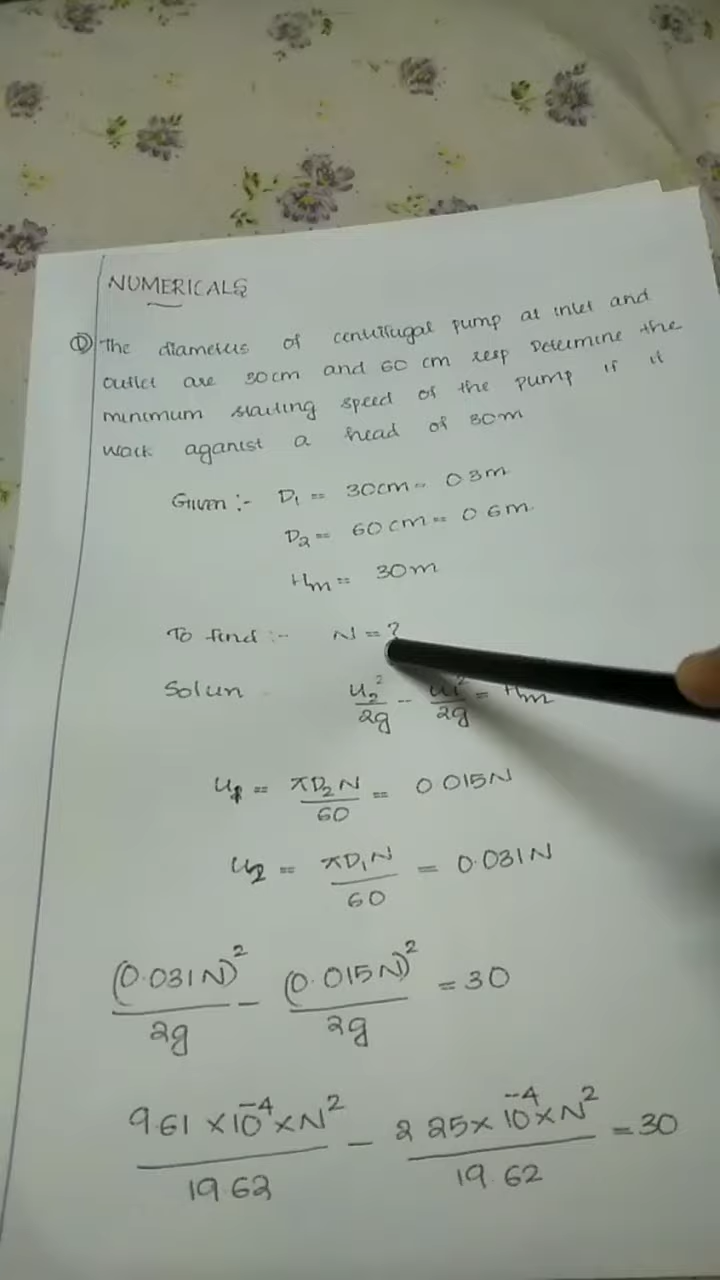 NUMERICALS
① The diameters of centrifugal pump at inlet and
outlet are 30cm and 60 cm resp Determine the
minimum starting speed of the pump if it
work aganist a head of 30m
Given :- D₁ = 30cm = 0.3m
D₂ = 60cm = 0.6m
Hm = 30m
To find :- N = ?
Solun u₂²/2g - u₁²/2g = Hm
u₁ = πD₂N/60 = 0.015N
u₂ = πD₁N/60 = 0.031N
(0.031N)²/2g - (0.015N)²/2g = 30
9.61 × 10⁻⁴ × N²/19.62 - 2.25 × 10⁻⁴ × N²/19.62 = 30